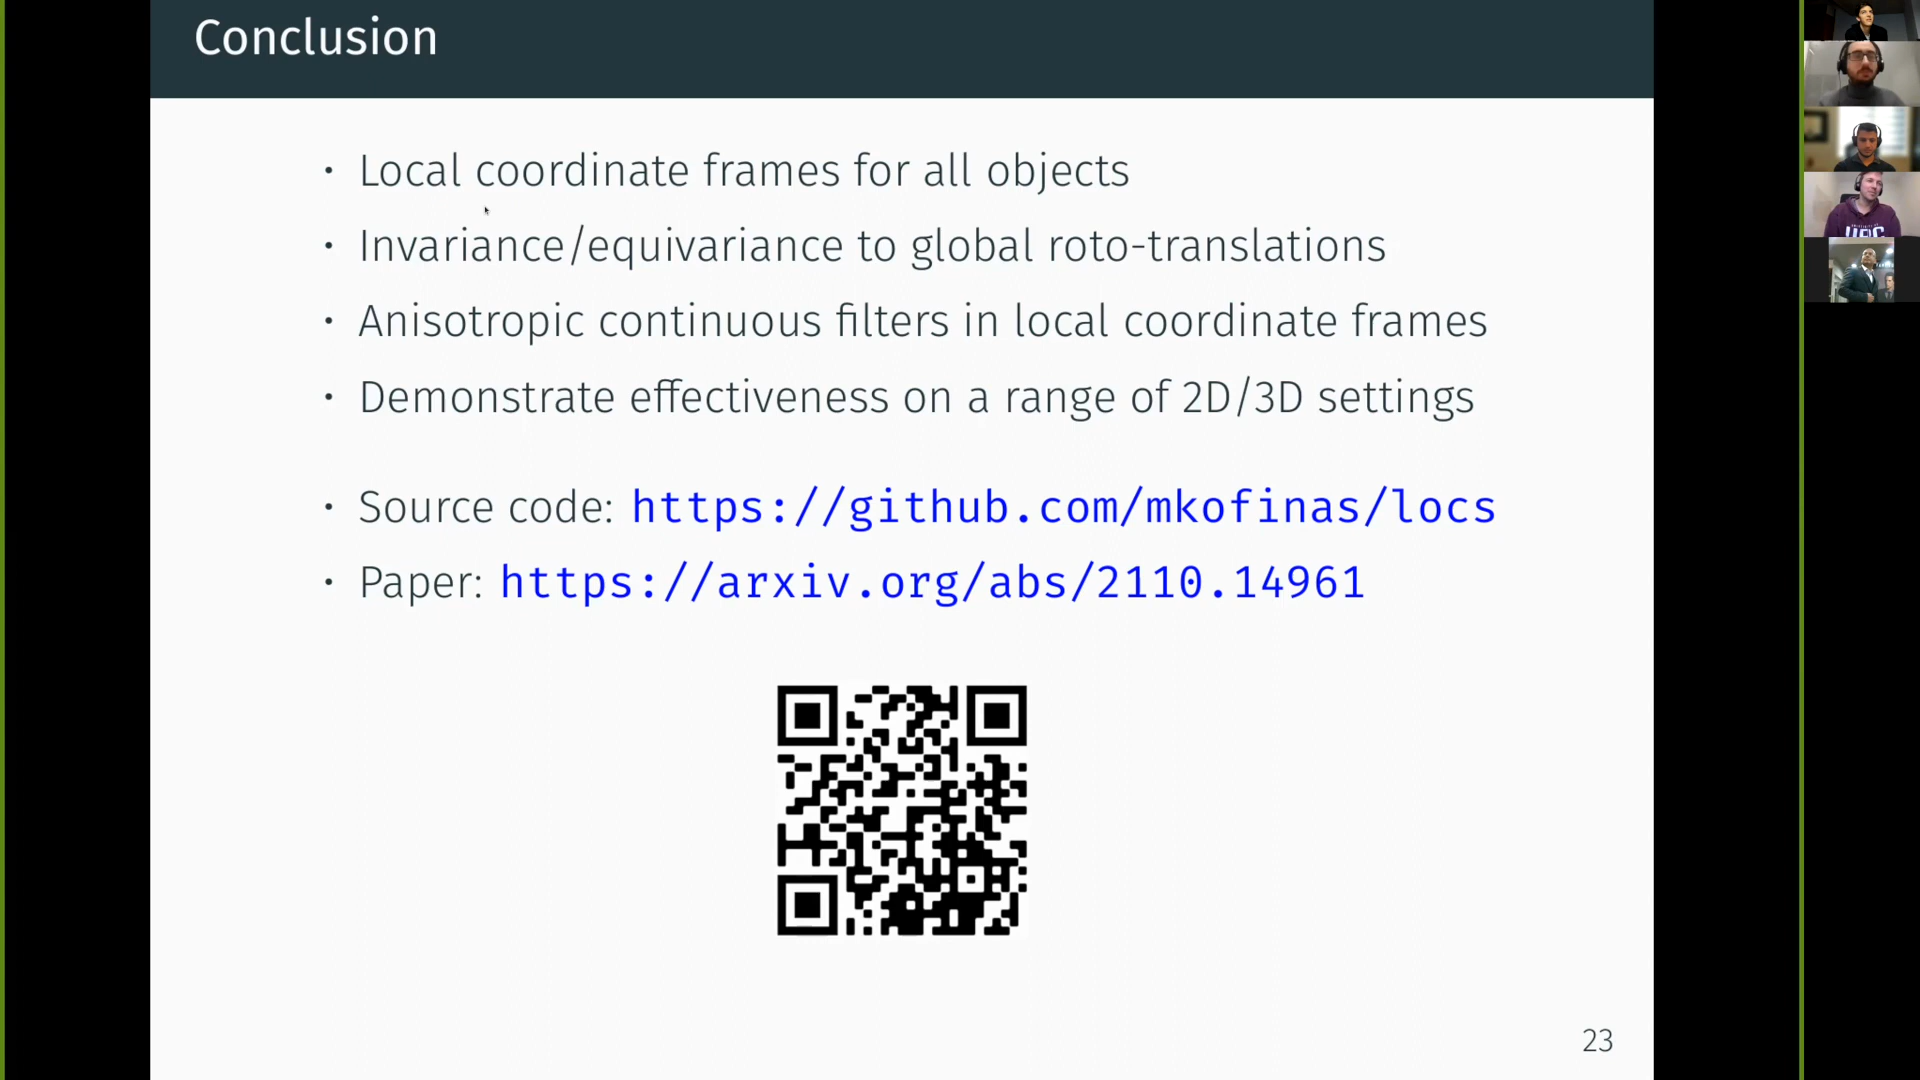 Conclusion
• Local coordinate frames for all objects
• Invariance/equivariance to global roto-translations
• Anisotropic continuous filters in local coordinate frames
• Demonstrate effectiveness on a range of 2D/3D settings
• Source code: https://github.com/mkofinas/locs
• Paper: https://arxiv.org/abs/2110.14961
23